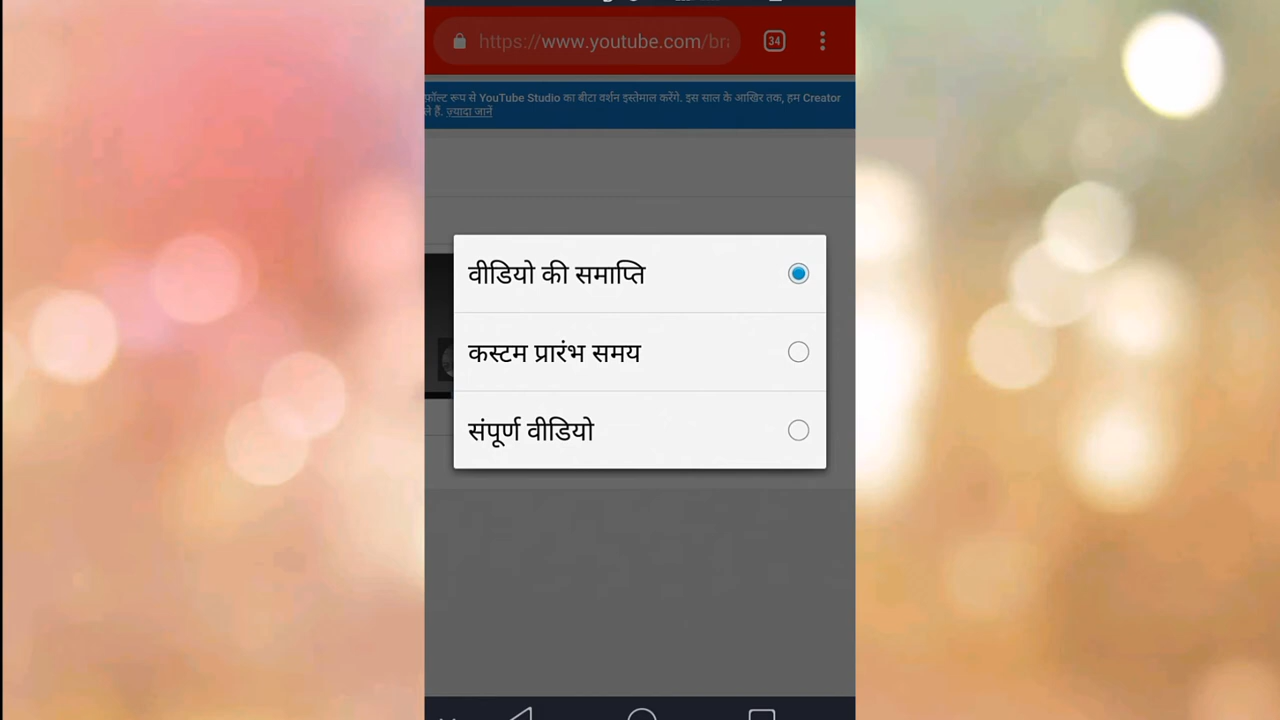 https://www.youtube.com/br
34
फ़ॉल्ट रूप से YouTube Studio का बीटा वर्शन इस्तेमाल करेंगे. इस साल के आखिर तक, हम Creator
ले हैं. ज़्यादा जानें
वीडियो की समाप्ति
कस्टम प्रारंभ समय
संपूर्ण वीडियो